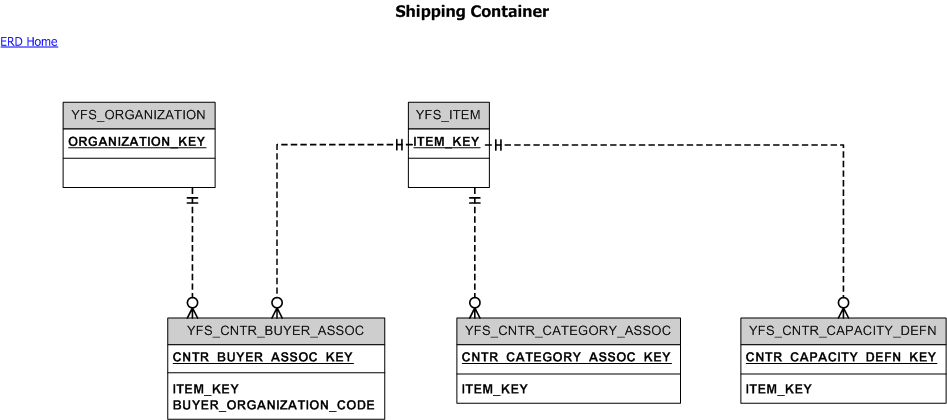 Shipping Container
ERD Home
YFS_ORGANIZATION
ORGANIZATION_KEY
YFS_ITEM
ITEM_KEY
YFS_CNTR_BUYER_ASSOC
CNTR_BUYER_ASSOC_KEY
ITEM_KEY
BUYER_ORGANIZATION_CODE
YFS_CNTR_CATEGORY_ASSOC
CNTR_CATEGORY_ASSOC_KEY
ITEM_KEY
YFS_CNTR_CAPACITY_DEFN
CNTR_CAPACITY_DEFN_KEY
ITEM_KEY